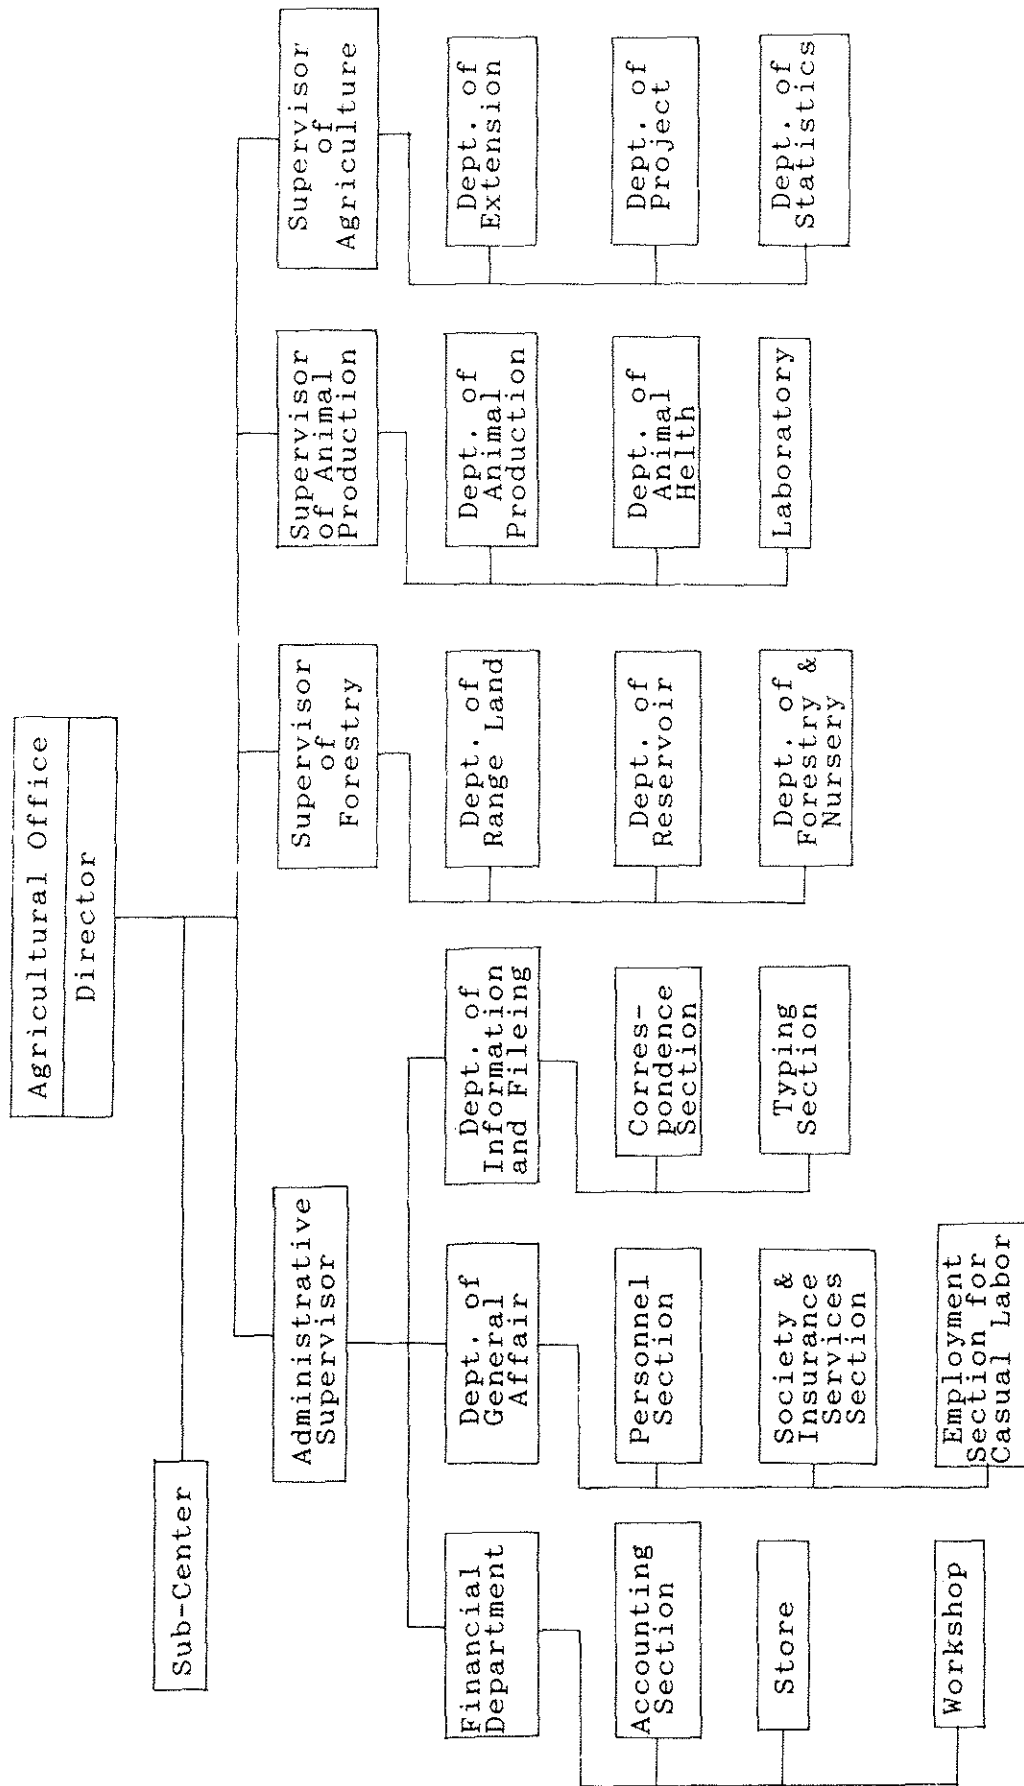 Agricultural Office
Director
Sub-Center
Administrative
Supervisor
Supervisor
of
Forestry
Supervisor
of Animal
Production
Supervisor
of
Agriculture
Financial
Department
Dept. of
General
Affair
Dept. of
Information
and Fileing
Dept. of
Range Land
Dept. of
Animal
Production
Dept. of
Extension
Accounting
Section
Personnel
Section
Corres-
pondence
Section
Dept. of
Reservoir
Dept. of
Animal
Helth
Dept. of
Project
Store
Society &
Insurance
Services
Section
Typing
Section
Dept. of
Forestry &
Nursery
Laboratory
Dept. of
Statistics
Workshop
Employment
Section for
Casual Labor